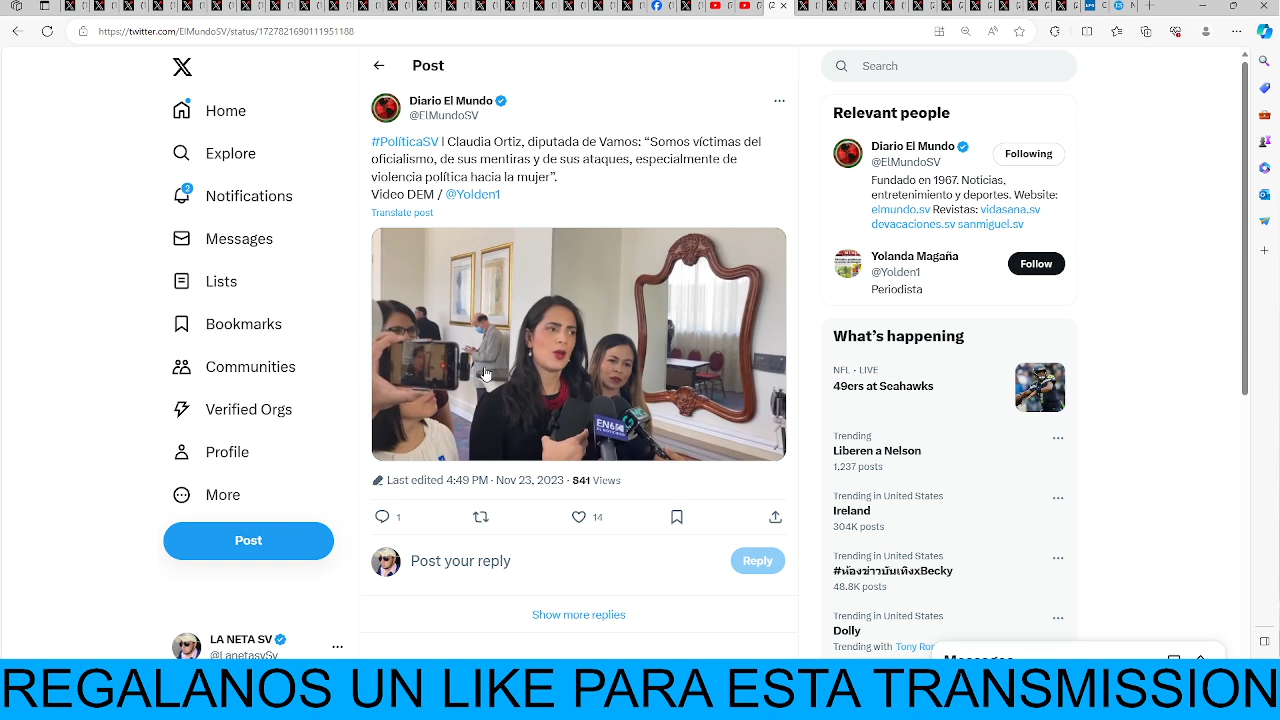 https://twitter.com/ElMundoSV/status/1727821690111951188
Home
Explore
2
Notifications
Messages
Lists
Bookmarks
Communities
Verified Orgs
Profile
More
Post
LA NETA SV
@LanetasvSv
Post
Diario El Mundo
@ElMundoSV
#PolíticaSV | Claudia Ortiz, diputada de Vamos: “Somos víctimas del
oficialismo, de sus mentiras y de sus ataques, especialmente de
violencia política hacia la mujer”.
Video DEM / @Yolden1
Translate post
EN60
Last edited 4:49 PM · Nov 23, 2023 · 841 Views
1
14
Post your reply
Reply
Show more replies
Search
Relevant people
Diario El Mundo
@ElMundoSV
Following
Fundado en 1967. Noticias,
entretenimiento y deportes. Website:
elmundo.sv Revistas: vidasana.sv
devacaciones.sv sanmiguel.sv
Yolanda Magaña
@Yolden1
Follow
Periodista
What’s happening
NFL · LIVE
49ers at Seahawks
Trending
Liberen a Nelson
1,237 posts
Trending in United States
Ireland
304K posts
Trending in United States
#ห้องข่าวบันเทิงxBecky
48.8K posts
Trending in United States
Dolly
Trending with Tony Ror
REGALANOS UN LIKE PARA ESTA TRANSMISSION